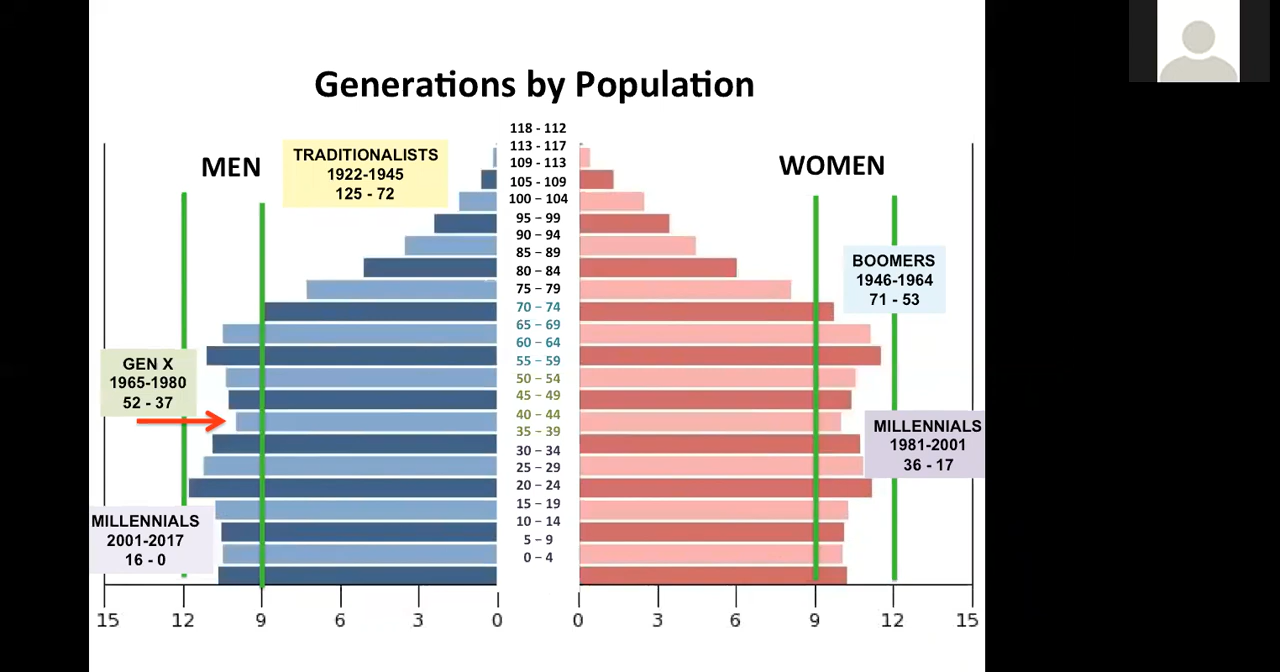 Generations by Population
MEN
WOMEN
TRADITIONALISTS
1922-1945
125 - 72
118 - 112
113 - 117
109 - 113
105 - 109
100 – 104
95 – 99
90 – 94
85 – 89
80 – 84
75 – 79
70 – 74
65 – 69
60 – 64
55 – 59
50 – 54
45 – 49
40 – 44
35 – 39
30 – 34
25 – 29
20 – 24
15 – 19
10 – 14
5 – 9
0 – 4
BOOMERS
1946-1964
71 - 53
GEN X
1965-1980
52 - 37
MILLENNIALS
1981-2001
36 - 17
MILLENNIALS
2001-2017
16 - 0
15 12 9 6 3 0 0 3 6 9 12 15